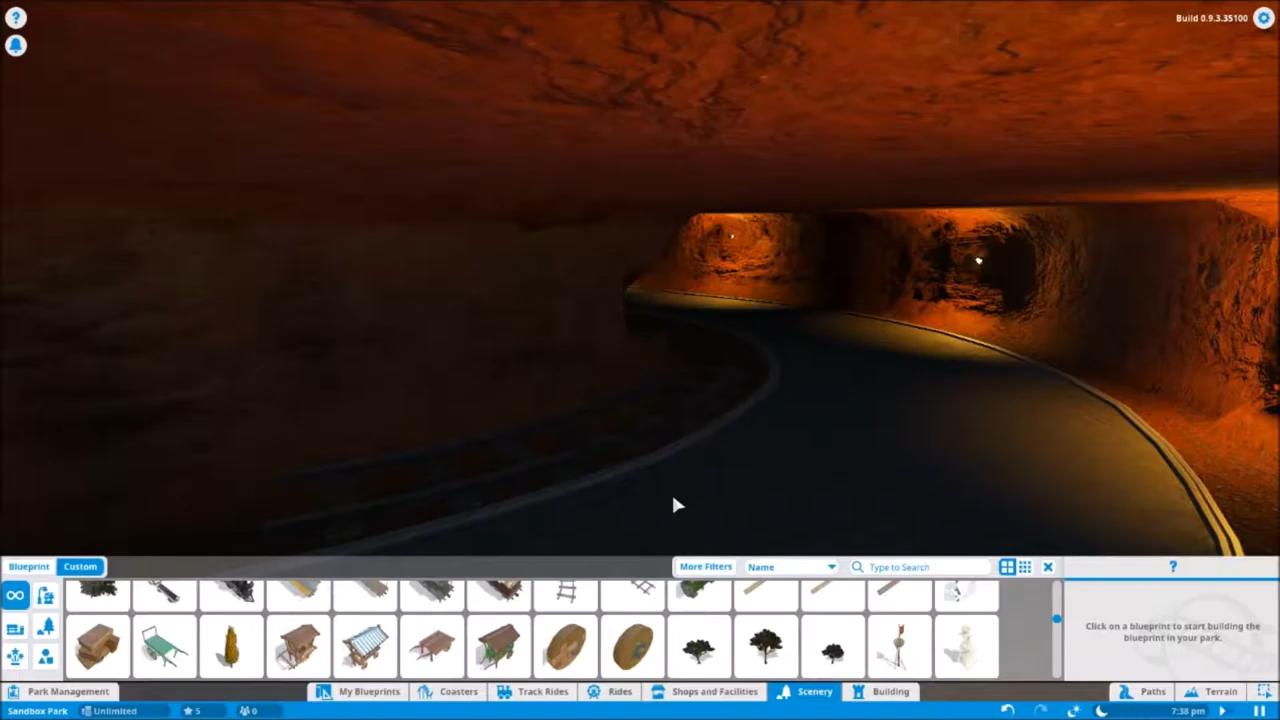 ?
Build 0.9.3.35100
Blueprint Custom More Filters Name Type to Search ?
Click on a blueprint to start building the
blueprint in your park.
Park Management My Blueprints Coasters Track Rides Rides Shops and Facilities Scenery Building Paths Terrain
Sandbox Park Unlimited 5 0 7:38 pm